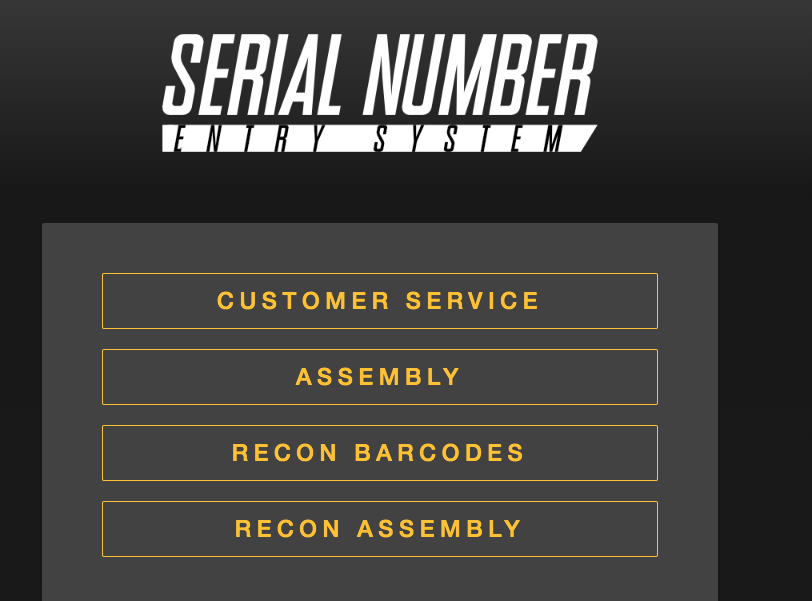 SERIAL NUMBER
ENTRY SYSTEM
CUSTOMER SERVICE
ASSEMBLY
RECON BARCODES
RECON ASSEMBLY